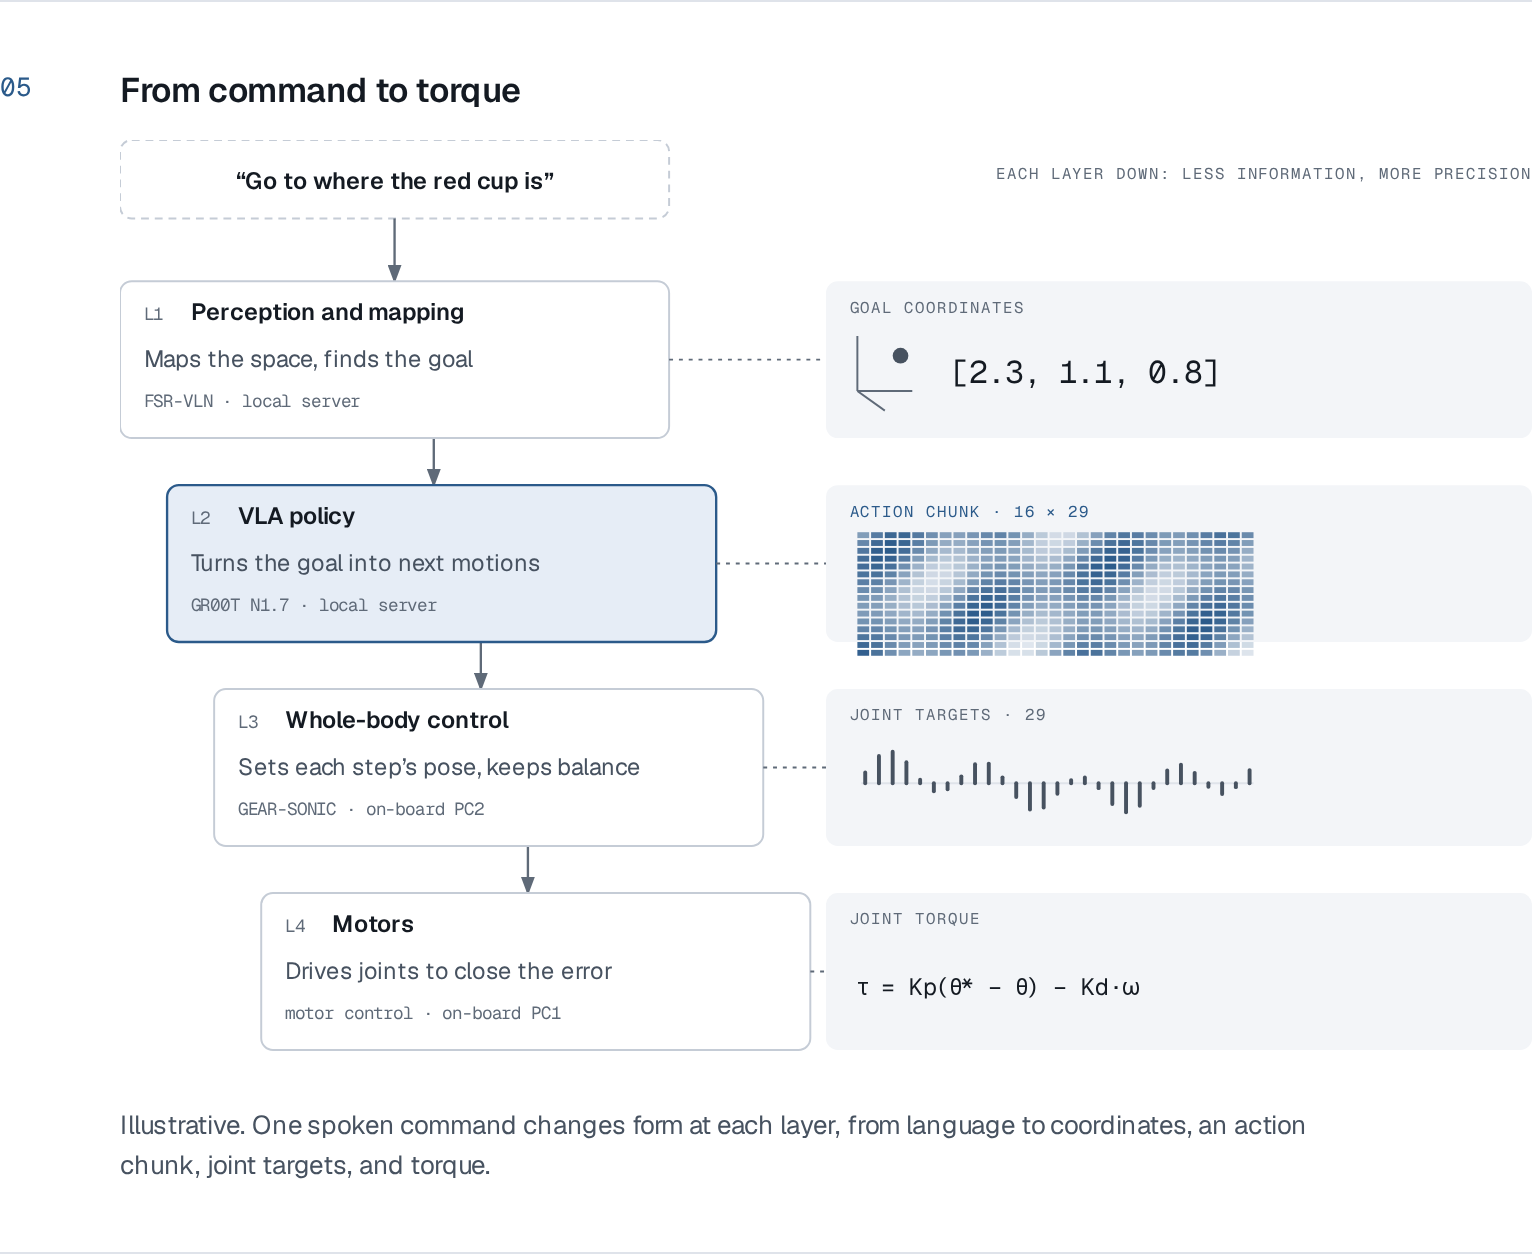 05
From command to torque
“Go to where the red cup is”
EACH LAYER DOWN: LESS INFORMATION, MORE PRECISION
L1 Perception and mapping
Maps the space, finds the goal
FSR-VLN · local server
GOAL COORDINATES
[2.3, 1.1, 0.8]
L2 VLA policy
Turns the goal into next motions
GR00T N1.7 · local server
ACTION CHUNK · 16 × 29
L3 Whole-body control
Sets each step’s pose, keeps balance
GEAR-SONIC · on-board PC2
JOINT TARGETS · 29
L4 Motors
Drives joints to close the error
motor control · on-board PC1
JOINT TORQUE
τ = Kp(θ* − θ) − Kd·ω
Illustrative. One spoken command changes form at each layer, from language to coordinates, an action
chunk, joint targets, and torque.